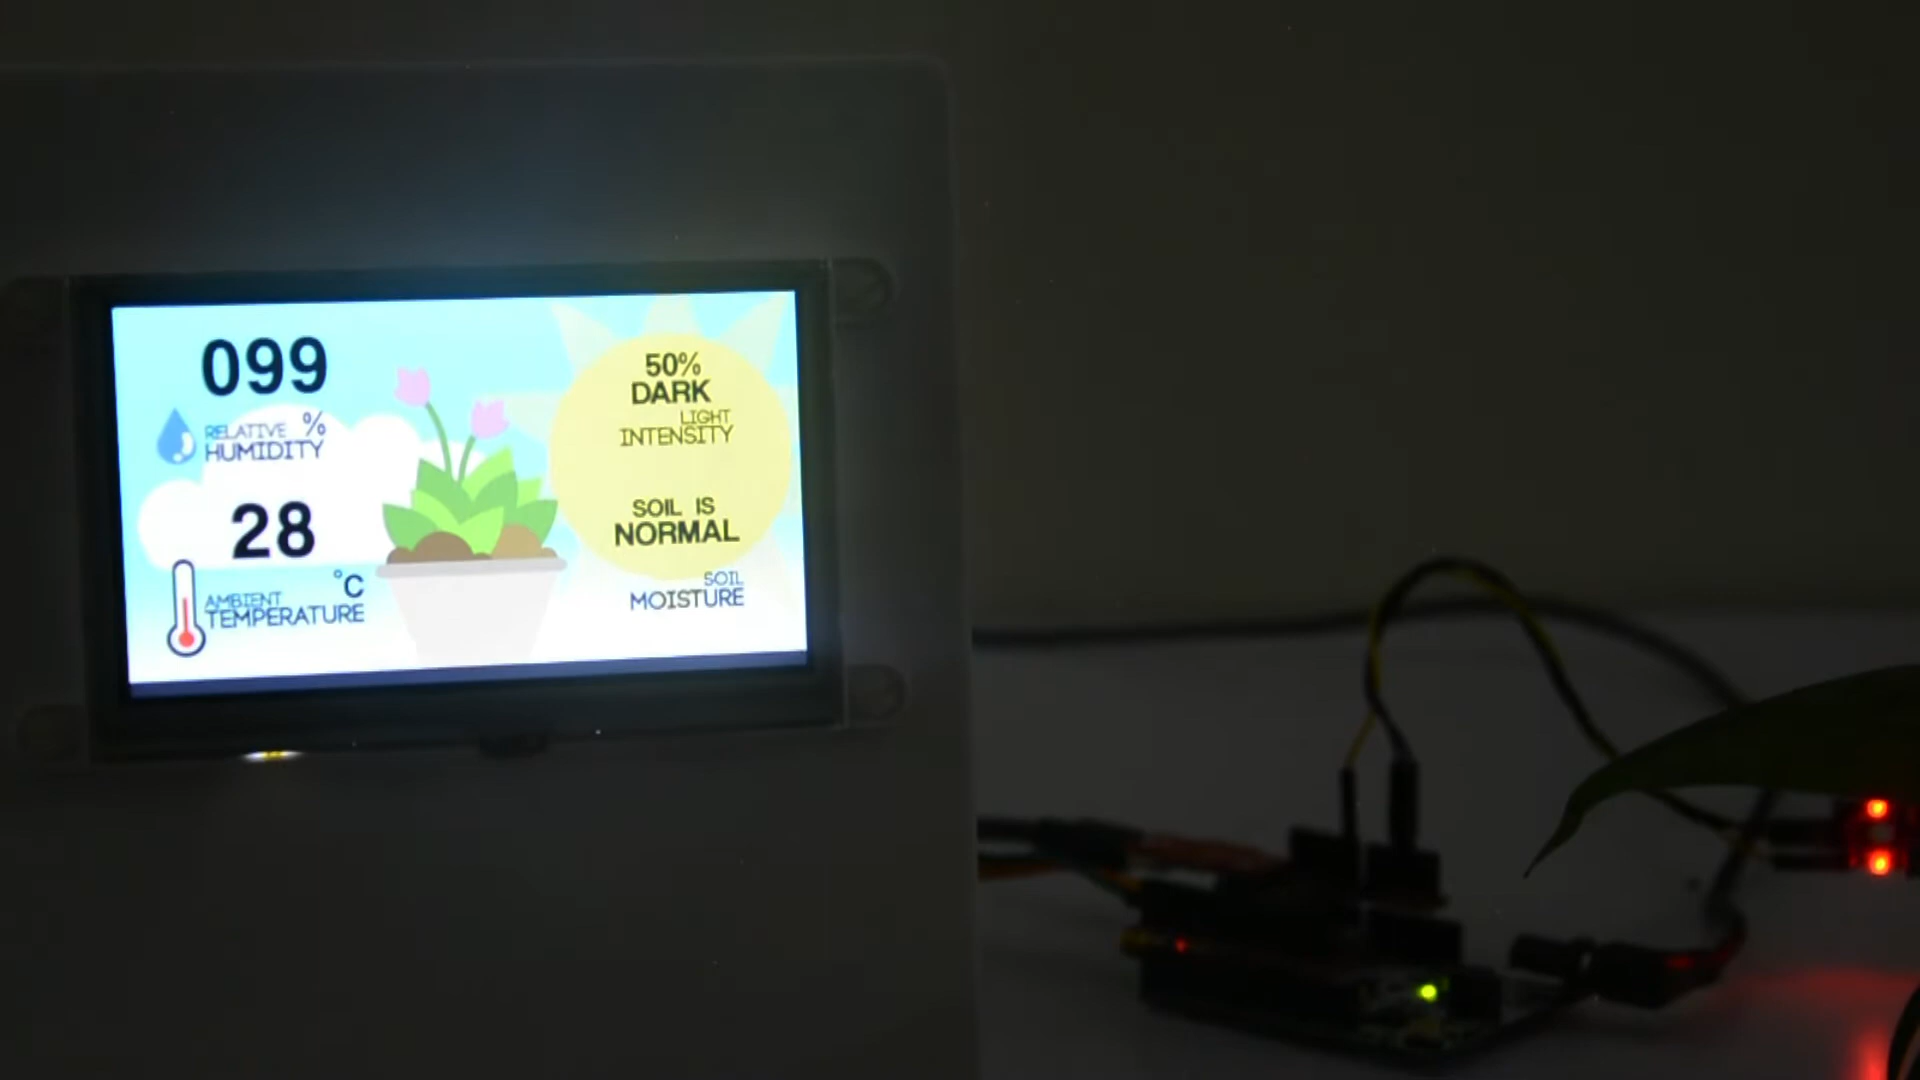 099
RELATIVE %
HUMIDITY
28
°C
AMBIENT
TEMPERATURE
50%
DARK
LIGHT
INTENSITY
SOIL IS
NORMAL
SOIL
MOISTURE